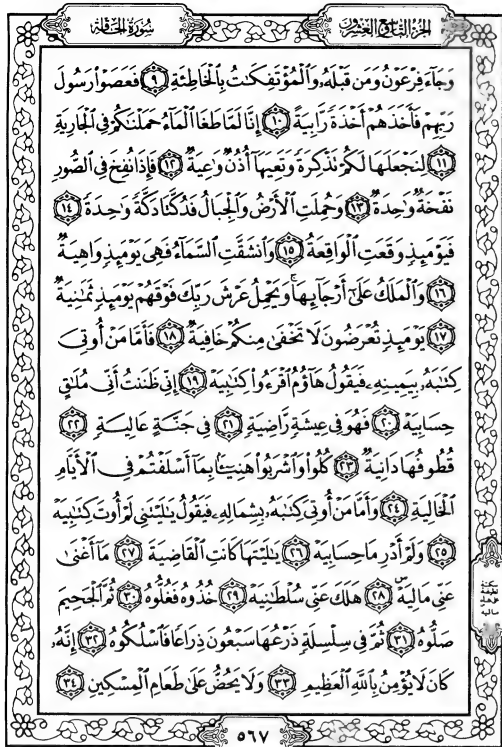 الجزء التاسع والعشرون
سورة الحاقة
وَجَآءَ فِرْعَوْنُ وَمَن قَبْلَهُۥ وَٱلْمُؤْتَفِكَٰتُ بِٱلْخَاطِئَةِ ٩ فَعَصَوْا۟ رَسُولَ
رَبِّهِمْ فَأَخَذَهُمْ أَخْذَةً رَّابِيَةً ١٠ إِنَّا لَمَّا طَغَا ٱلْمَآءُ حَمَلْنَٰكُمْ فِى ٱلْجَارِيَةِ
١١ لِنَجْعَلَهَا لَكُمْ تَذْكِرَةً وَتَعِيَهَآ أُذُنٌ وَٰعِيَةٌ ١٢ فَإِذَا نُفِخَ فِى ٱلصُّورِ
نَفْخَةٌ وَٰحِدَةٌ ١٣ وَحُمِلَتِ ٱلْأَرْضُ وَٱلْجِبَالُ فَدُكَّتَا دَكَّةً وَٰحِدَةً ١٤
فَيَوْمَئِذٍ وَقَعَتِ ٱلْوَاقِعَةُ ١٥ وَٱنشَقَّتِ ٱلسَّمَآءُ فَهِىَ يَوْمَئِذٍ وَاهِيَةٌ
١٦ وَٱلْمَلَكُ عَلَىٰٓ أَرْجَآئِهَا ۚ وَيَحْمِلُ عَرْشَ رَبِّكَ فَوْقَهُمْ يَوْمَئِذٍ ثَمَٰنِيَةٌ
١٧ يَوْمَئِذٍ تُعْرَضُونَ لَا تَخْفَىٰ مِنكُمْ خَافِيَةٌ ١٨ فَأَمَّا مَنْ أُوتِىَ
كِتَٰبَهُۥ بِيَمِينِهِۦ فَيَقُولُ هَآؤُمُ ٱقْرَءُوا۟ كِتَٰبِيَهْ ١٩ إِنِّى ظَنَنتُ أَنِّى مُلَٰقٍ
حِسَابِيَهْ ٢٠ فَهُوَ فِى عِيشَةٍ رَّاضِيَةٍ ٢١ فِى جَنَّةٍ عَالِيَةٍ ٢٢
قُطُوفُهَا دَانِيَةٌ ٢٣ كُلُوا۟ وَٱشْرَبُوا۟ هَنِيٓـًٔۢا بِمَآ أَسْلَفْتُمْ فِى ٱلْأَيَّامِ
ٱلْخَالِيَةِ ٢٤ وَأَمَّا مَنْ أُوتِىَ كِتَٰبَهُۥ بِشِمَالِهِۦ فَيَقُولُ يَٰلَيْتَنِى لَمْ أُوتَ كِتَٰبِيَهْ
٢٥ وَلَمْ أَدْرِ مَا حِسَابِيَهْ ٢٦ يَٰلَيْتَهَا كَانَتِ ٱلْقَاضِيَةَ ٢٧ مَآ أَغْنَىٰ
عَنِّى مَالِيَهْ ۜ ٢٨ هَلَكَ عَنِّى سُلْطَٰنِيَهْ ٢٩ خُذُوهُ فَغُلُّوهُ ٣٠ ثُمَّ ٱلْجَحِيمَ
صَلُّوهُ ٣١ ثُمَّ فِى سِلْسِلَةٍ ذَرْعُهَا سَبْعُونَ ذِرَاعًا فَٱسْلُكُوهُ ٣٢ إِنَّهُۥ
كَانَ لَا يُؤْمِنُ بِٱللَّهِ ٱلْعَظِيمِ ٣٣ وَلَا يَحُضُّ عَلَىٰ طَعَامِ ٱلْمِسْكِينِ ٣٤
٥٦٧